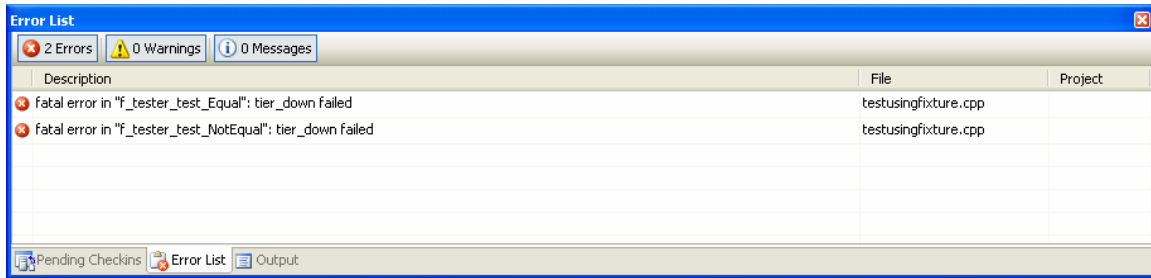 Error List
2 Errors 0 Warnings 0 Messages
Description File Project
fatal error in "f_tester_test_Equal": tier_down failed testusingfixture.cpp
fatal error in "f_tester_test_NotEqual": tier_down failed testusingfixture.cpp
Pending Checkins Error List Output